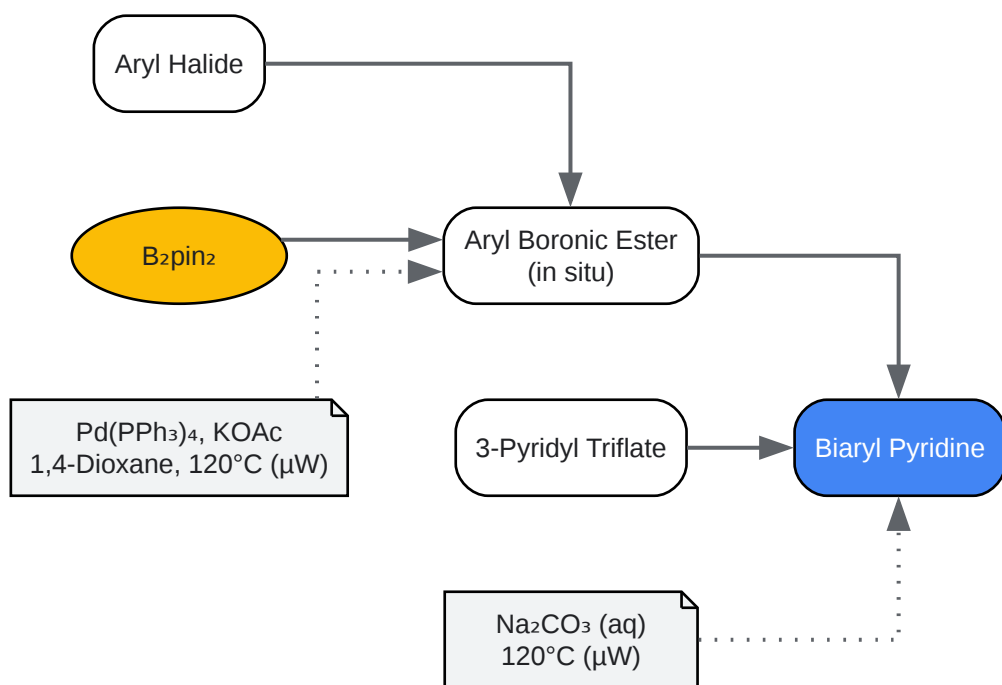 Aryl Halide
B₂pin₂
Aryl Boronic Ester
(in situ)
Pd(PPh₃)₄, KOAc
1,4-Dioxane, 120°C (µW)
3-Pyridyl Triflate
Biaryl Pyridine
Na₂CO₃ (aq)
120°C (µW)